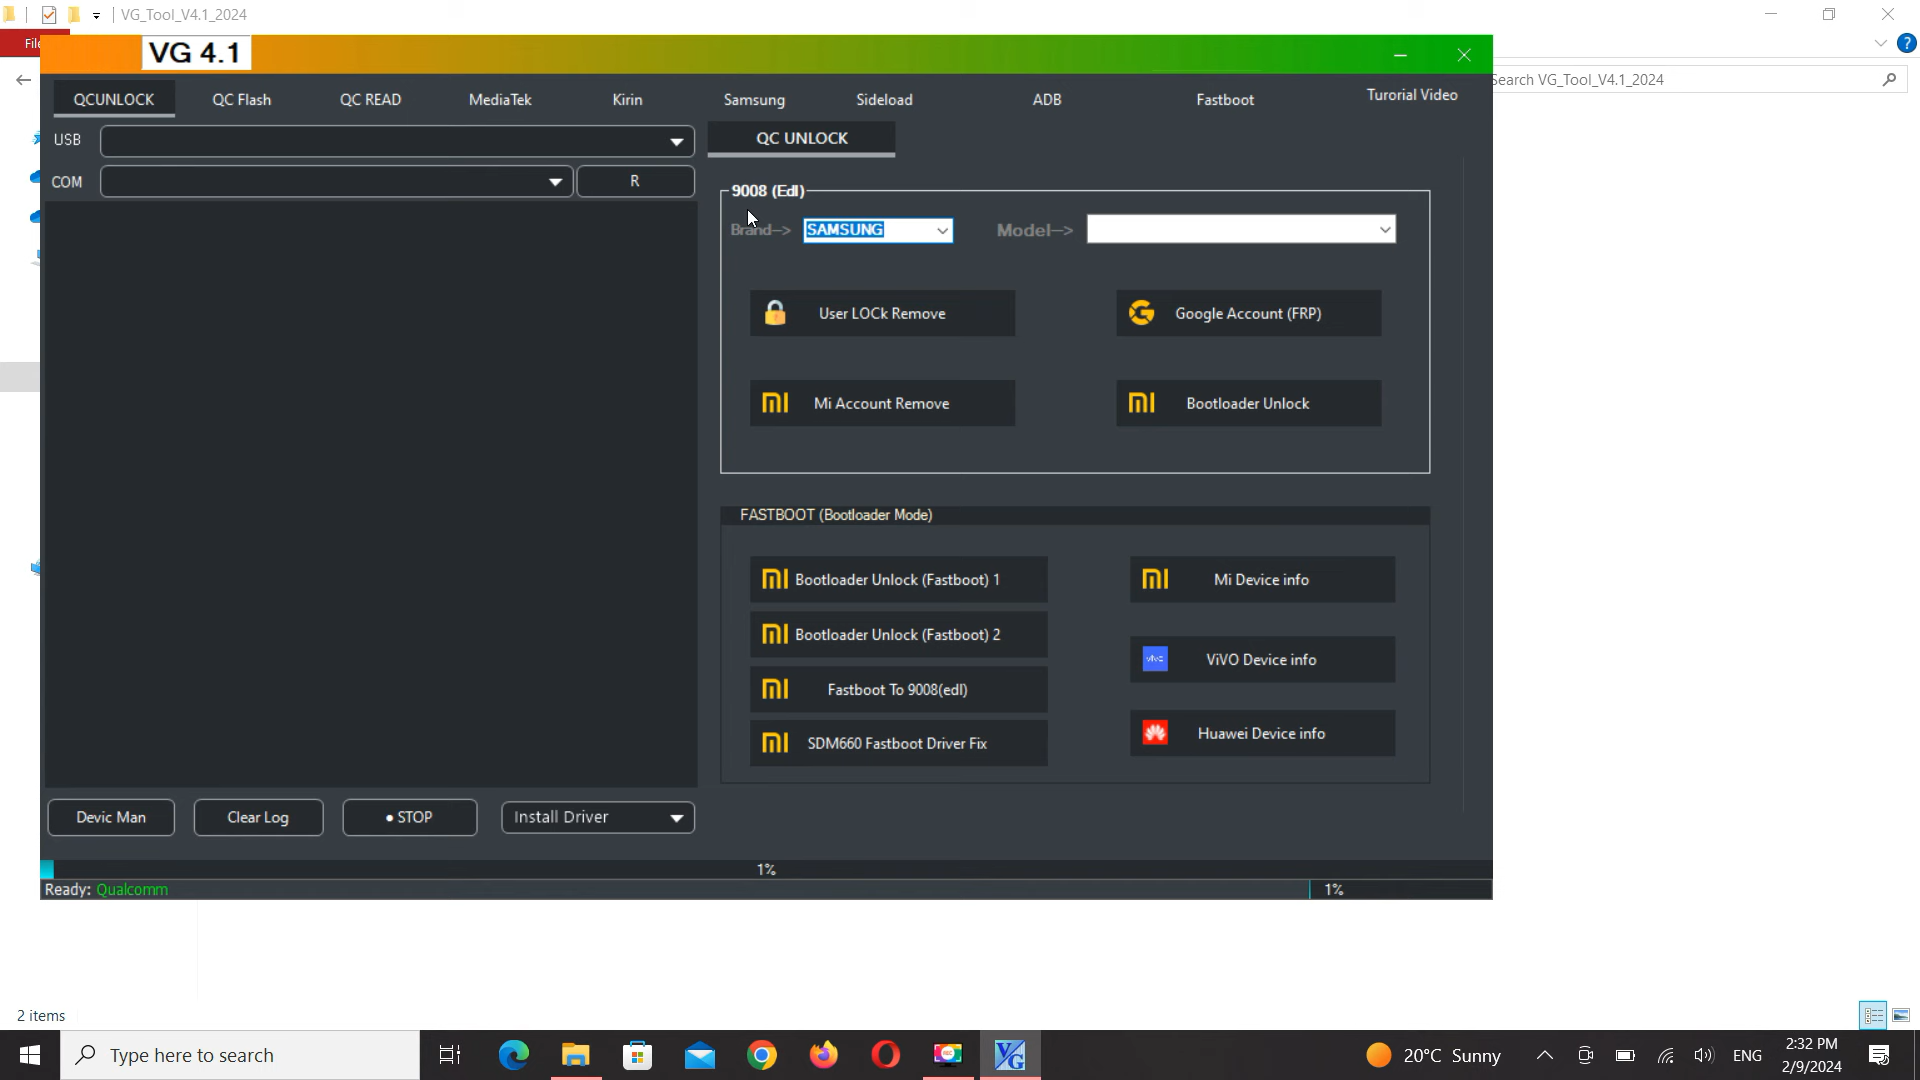 VG_Tool_V4.1_2024
File
VG 4.1
Search VG_Tool_V4.1_2024
QCUNLOCK
QC Flash
QC READ
MediaTek
Kirin
Samsung
Sideload
ADB
Fastboot
Turorial Video
USB
COM
R
QC UNLOCK
9008 (Edl)
Brand-->
SAMSUNG
Model-->
User LOCk Remove
Google Account (FRP)
Mi Account Remove
Bootloader Unlock
FASTBOOT (Bootloader Mode)
Bootloader Unlock (Fastboot) 1
Mi Device info
Bootloader Unlock (Fastboot) 2
ViVO Device info
Fastboot To 9008(edl)
SDM660 Fastboot Driver Fix
Huawei Device info
Devic Man
Clear Log
● STOP
Install Driver
1%
Ready: Qualcomm
1%
2 items
Type here to search
20°C Sunny
ENG
2:32 PM
2/9/2024